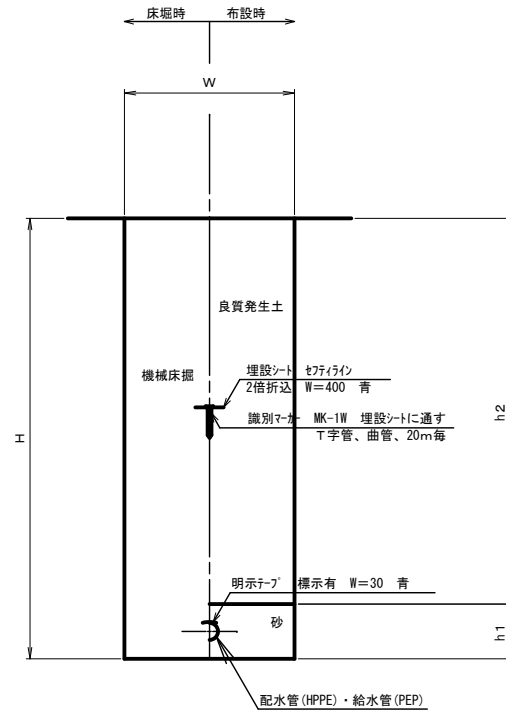 床堀時 布設時
W
良質発生土
機械床掘
埋設シート セフティライン
2倍折込 W=400 青
識別マーカー MK-1W 埋設シートに通す
T字管、曲管、20m毎
H
h2
明示テープ 標示有 W=30 青
砂
h1
配水管(HPPE)・給水管(PEP)